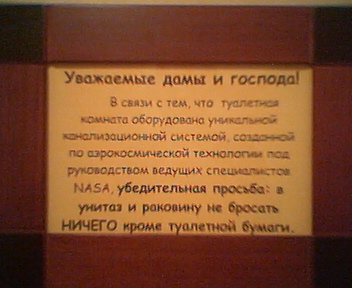 Уважаемые дамы и господа!
В связи с тем, что туалетная
комната оборудована уникальной
канализационной системой, созданной
по аэрокосмической технологии под
руководством ведущих специалистов
NASA, убедительная просьба: в
унитаз и раковину не бросать
НИЧЕГО кроме туалетной бумаги.